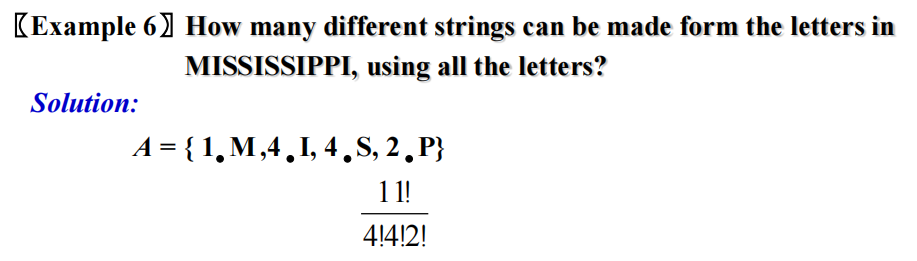 〖Example 6〗 How many different strings can be made form the letters in
MISSISSIPPI, using all the letters?
Solution:
A = { 1 . M ,4 . I, 4 . S, 2 . P}
11!
4!4!2!